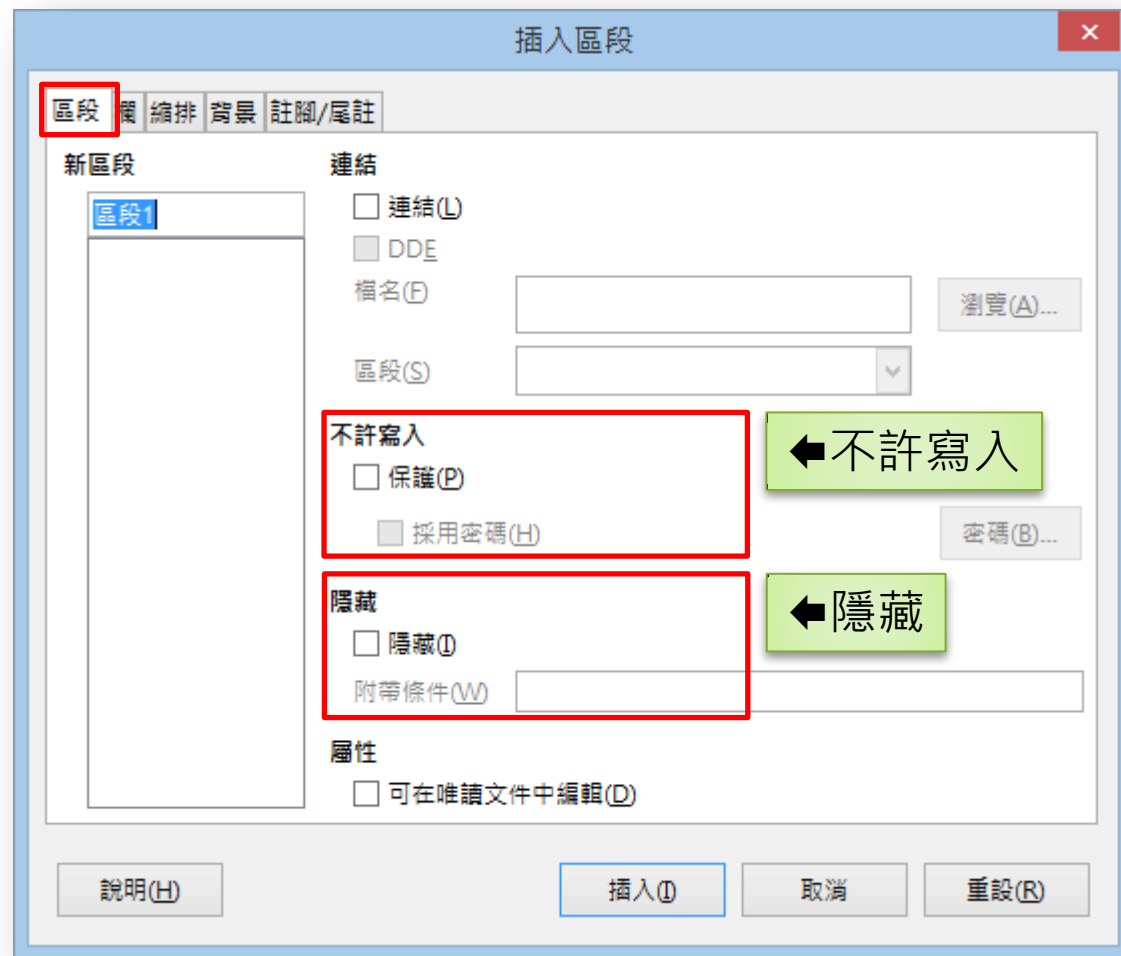 插入區段
區段 欄 縮排 背景 註腳/尾註
新區段
區段1
連結
連結(L)
DDE
檔名(F)
瀏覽(A)...
區段(S)
不許寫入
保護(P)
採用密碼(H)
密碼(B)...
⬅不許寫入
隱藏
隱藏(I)
附帶條件(W)
⬅隱藏
屬性
可在唯讀文件中編輯(D)
說明(H) 插入(I) 取消 重設(R)